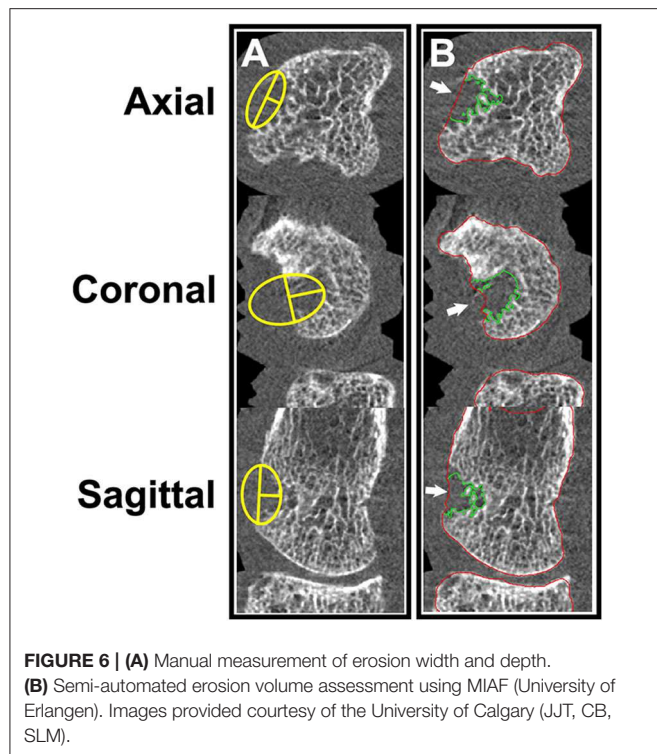 A
B
Axial
Coronal
Sagittal
FIGURE 6 | (A) Manual measurement of erosion width and depth.
(B) Semi-automated erosion volume assessment using MIAF (University of
Erlangen). Images provided courtesy of the University of Calgary (JJT, CB,
SLM).